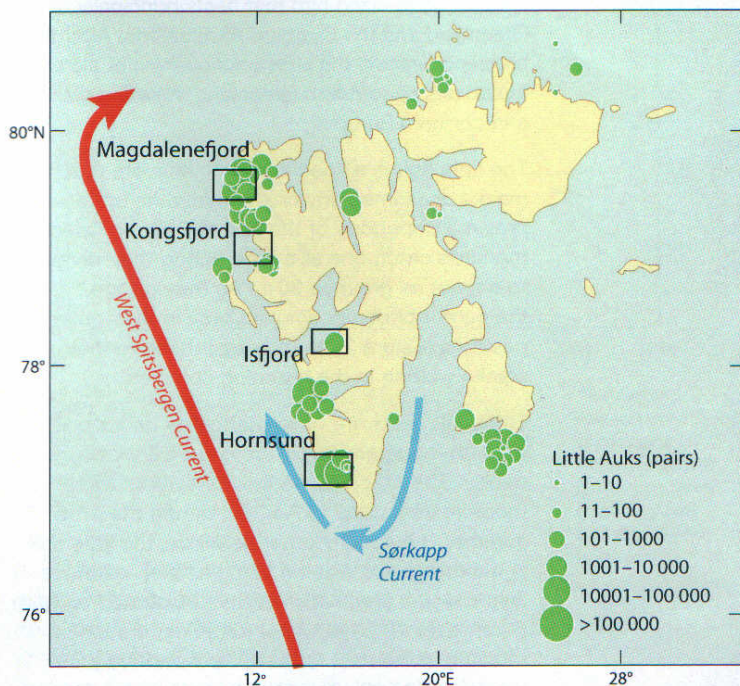 80°N
78°
76°
12°
20°E
28°
Magdalenefjord
Kongsfjord
Isfjord
Hornsund
West Spitsbergen Current
Sørkapp
Current
Little Auks (pairs)
1–10
11–100
101–1000
1001–10 000
10001–100 000
>100 000